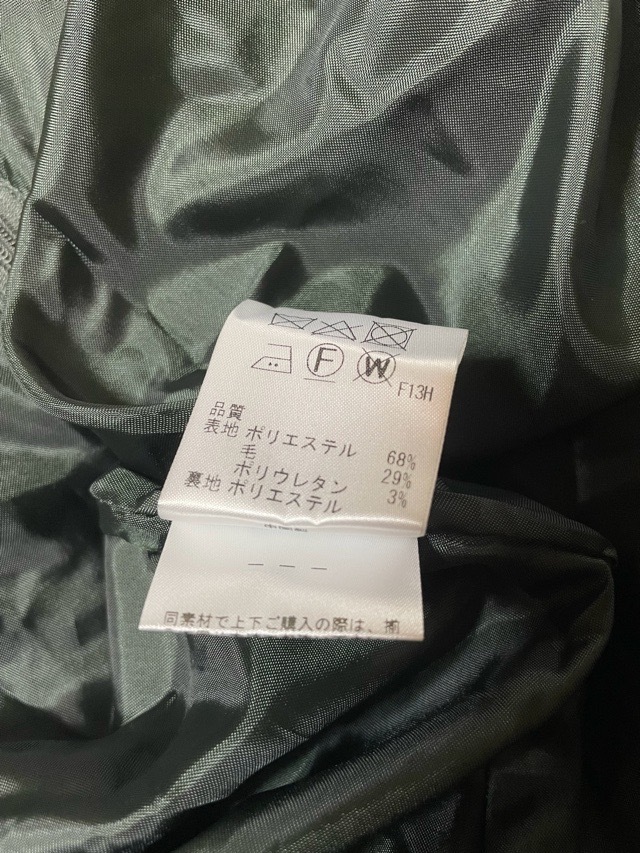 F
W
F13H
品質
表地 ポリエステル 68%
毛 29%
ポリウレタン 3%
裏地 ポリエステル
同素材で上下ご購入の際は、揃